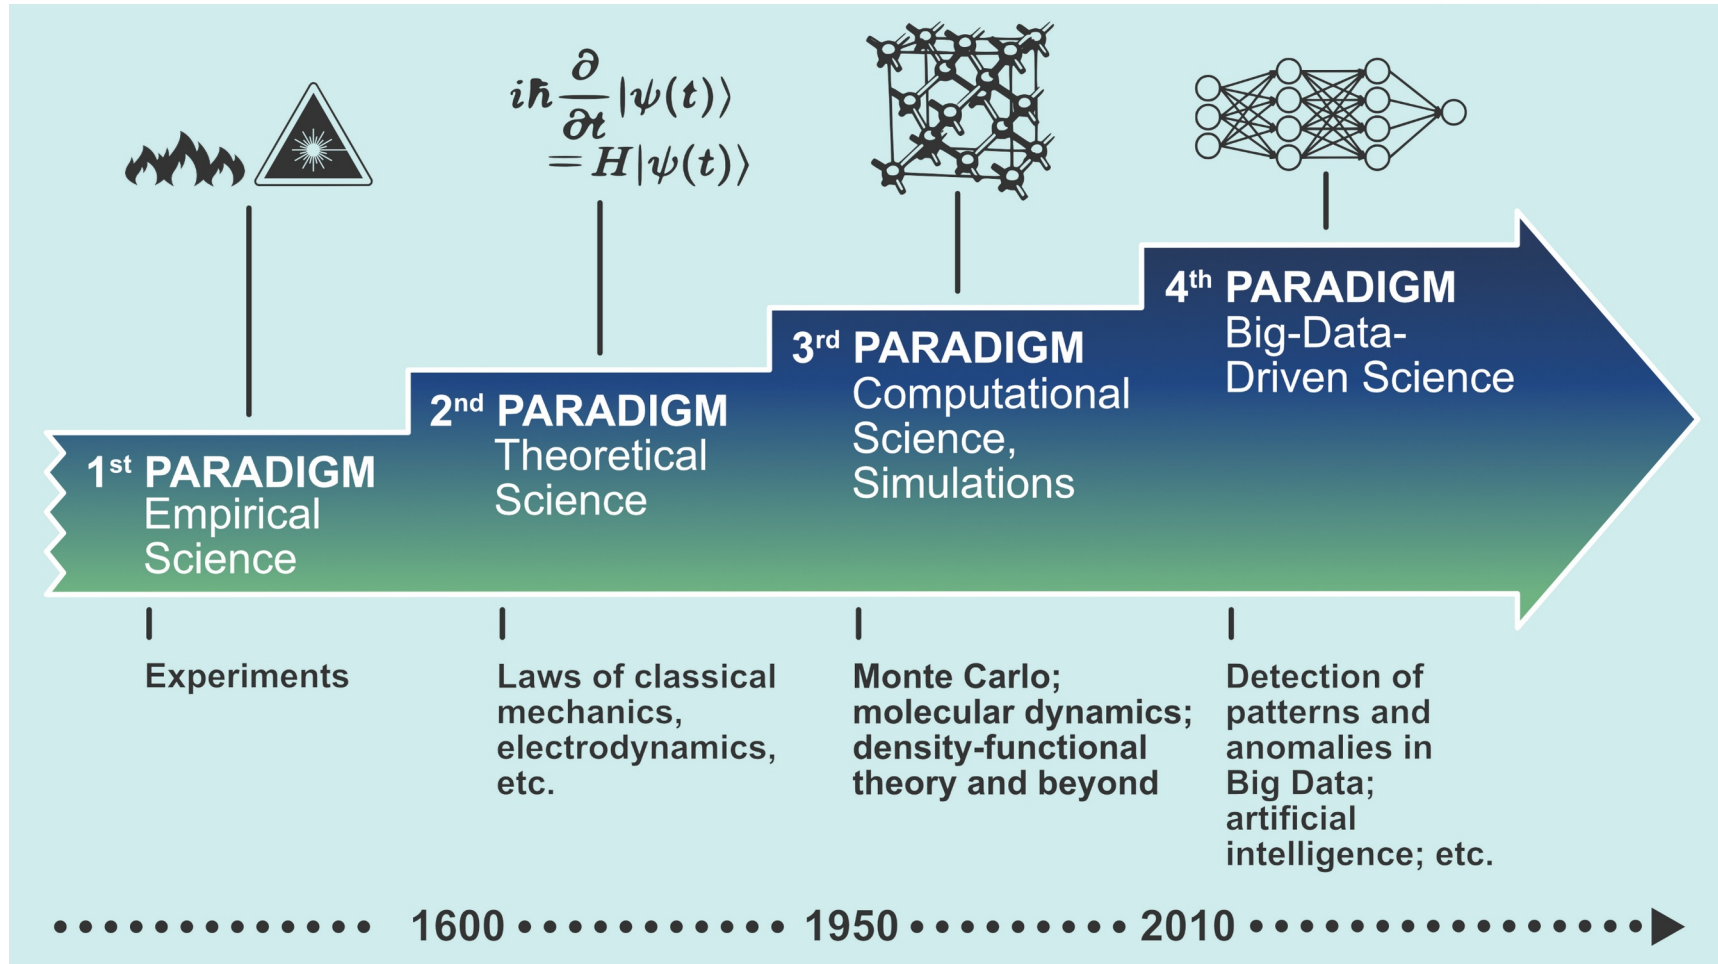 iħ ∂/∂t |ψ(t)⟩
= H|ψ(t)⟩
1st PARADIGM
Empirical
Science
2nd PARADIGM
Theoretical
Science
3rd PARADIGM
Computational
Science,
Simulations
4th PARADIGM
Big-Data-
Driven Science
Experiments
Laws of classical
mechanics,
electrodynamics,
etc.
Monte Carlo;
molecular dynamics;
density-functional
theory and beyond
Detection of
patterns and
anomalies in
Big Data;
artificial
intelligence; etc.
1600
1950
2010